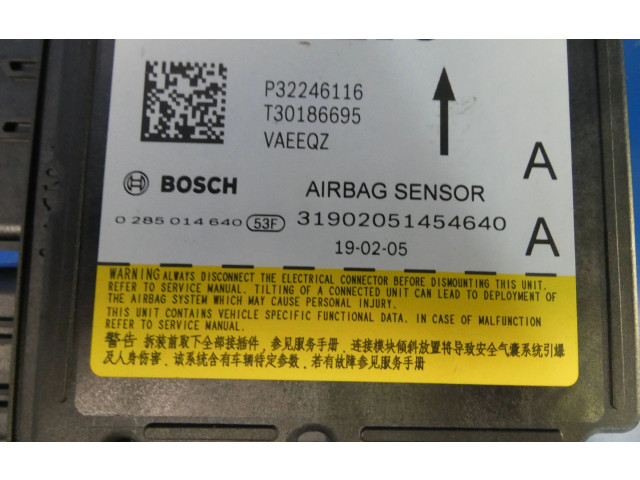 P32246116
T30186695
VAEEQZ
A
BOSCH
AIRBAG SENSOR
0 285 014 640 53F 31902051454640
A
19-02-05
WARNING ALWAYS DISCONNECT THE ELECTRICAL CONNECTOR BEFORE DISMOUNTING THIS UNIT.
REFER TO SERVICE MANUAL. TILTING OF A CONNECTED UNIT CAN LEAD TO DEPLOYMENT OF
THE AIRBAG SYSTEM WHICH MAY CAUSE PERSONAL INJURY.
THIS UNIT CONTAINS VEHICLE SPECIFIC FUNCTIONAL DATA. IN CASE OF MALFUNCTION
REFER TO SERVICE MANUAL.
警告 拆装首取下全部接插件，参见服务手册．连接模块倾斜放置将导致安全气囊系统引爆
及人身伤害．该系统含有车辆特定参数．若有故障参见服务手册